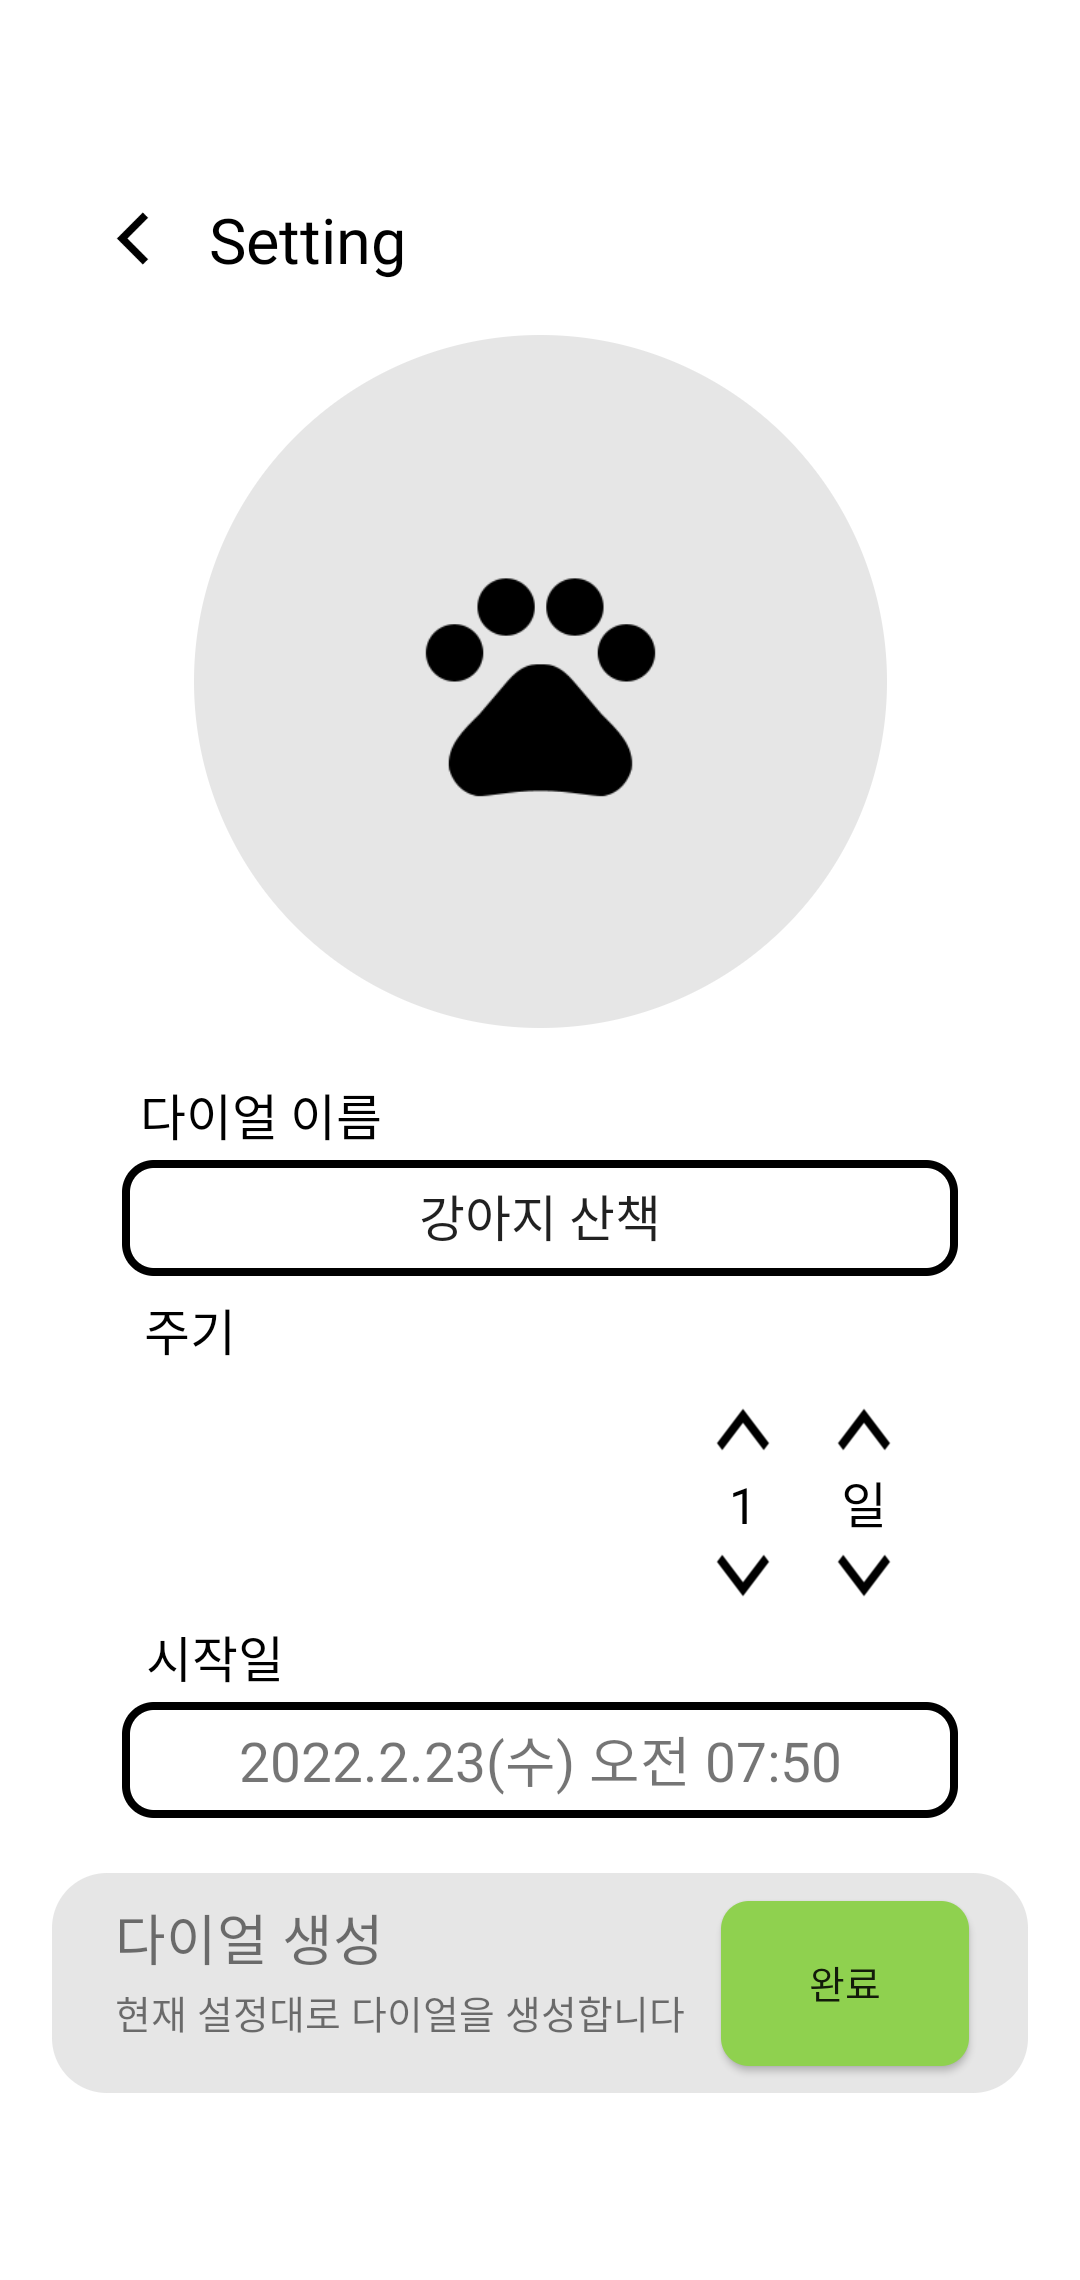 Setting
다이얼 이름
강아지 산책
주기
1 일
시작일
2022.2.23(수) 오전 07:50
다이얼 생성
현재 설정대로 다이얼을 생성합니다
완료